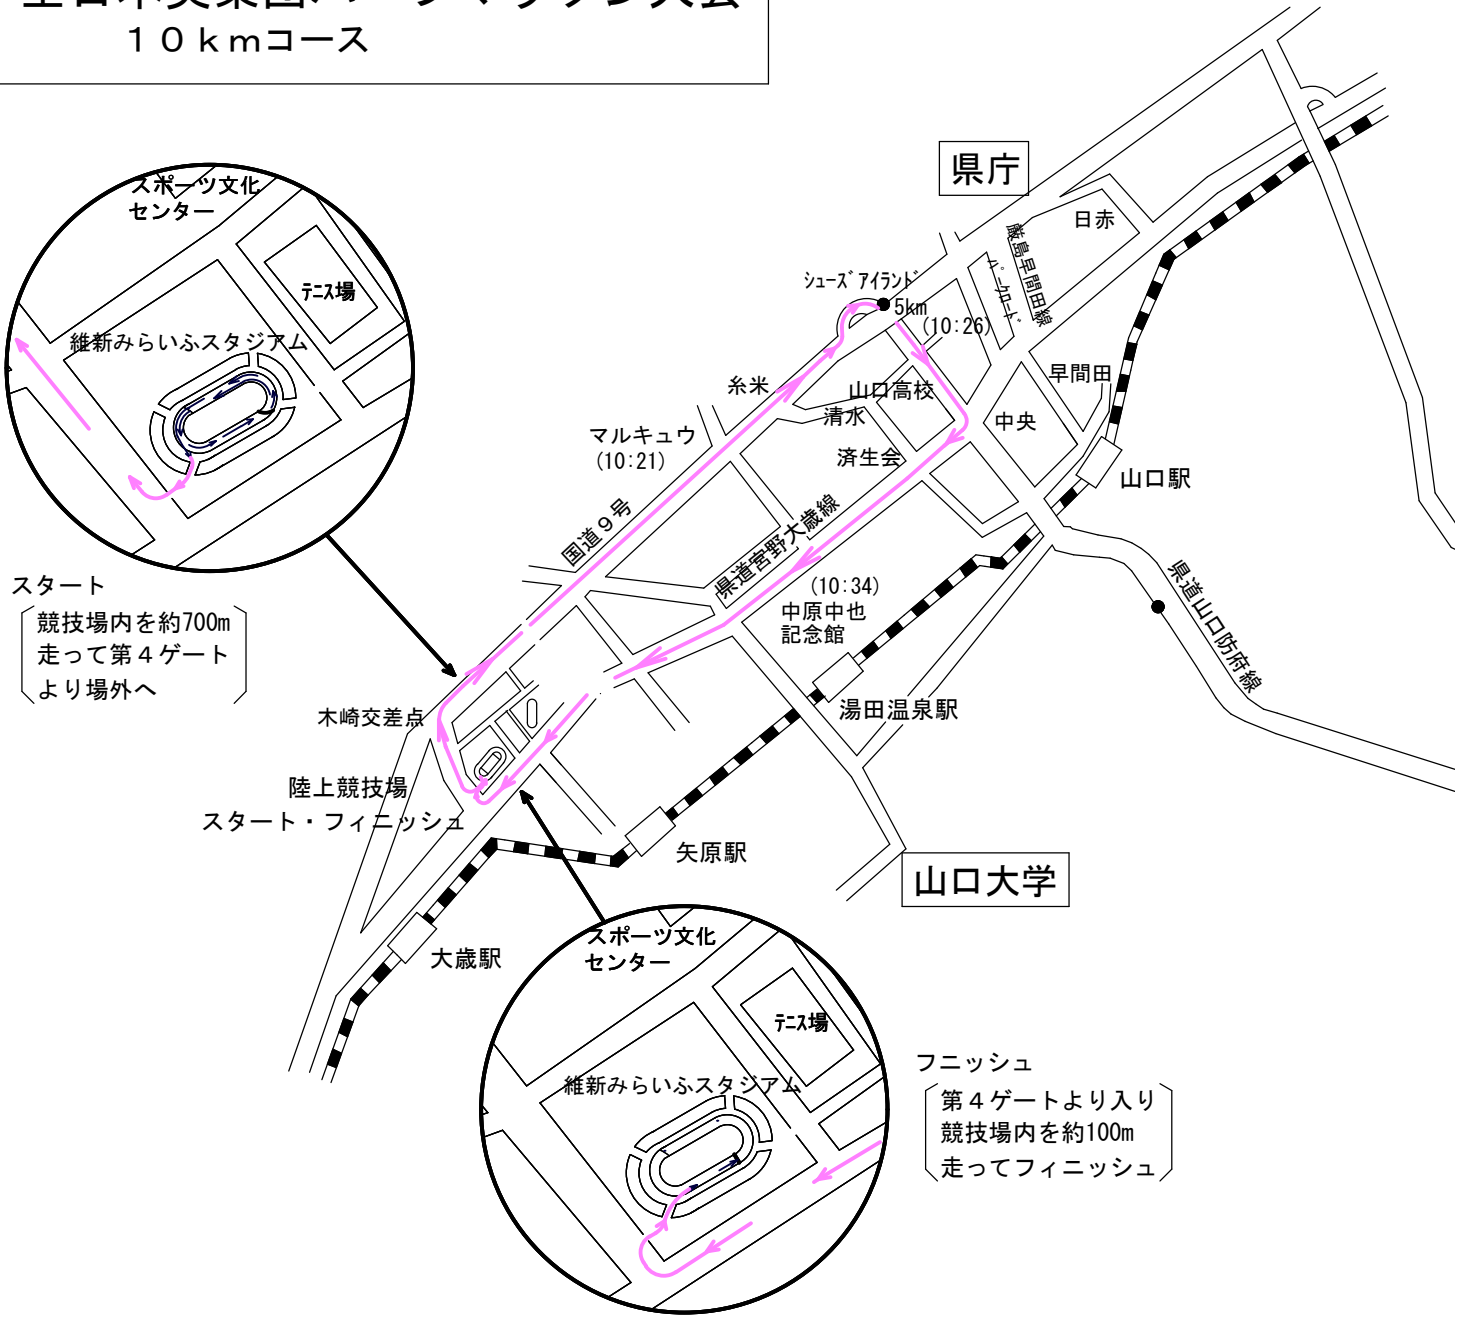 １０ｋｍコース
県庁
日赤
厳島早間田線
ﾊﾟｰｸﾛｰﾄﾞ
ｼｭｰｽﾞｱｲﾗﾝﾄﾞ
5km
(10:26)
早間田
糸米
山口高校
清水
中央
マルキュウ
(10:21)
済生会
山口駅
国道９号
県道宮野大歳線
(10:34)
中原中也
記念館
県道山口防府線
湯田温泉駅
スポーツ文化
センター
ﾃﾆｽ場
維新みらいふスタジアム
スタート
競技場内を約700m
走って第４ゲート
より場外へ
木崎交差点
陸上競技場
スタート・フィニッシュ
矢原駅
山口大学
大歳駅
スポーツ文化
センター
ﾃﾆｽ場
維新みらいふスタジアム
フニッシュ
第４ゲートより入り
競技場内を約100m
走ってフィニッシュ